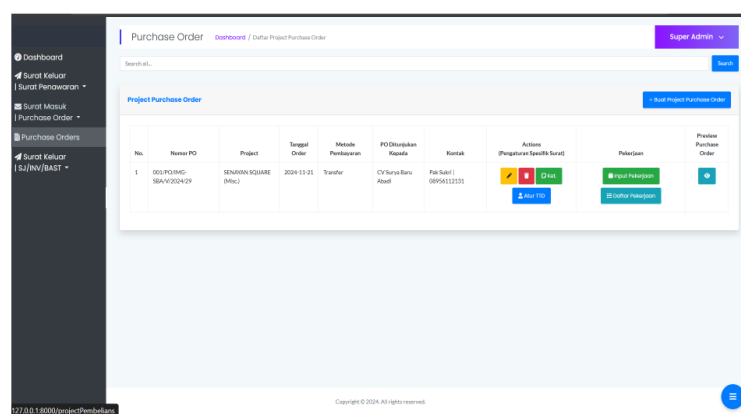 Purchase Order
Dashboard / Daftar Project Purchase Order
Super Admin
Dashboard
Surat Keluar
| Surat Penawaran
Surat Masuk
| Purchase Order
Purchase Orders
Surat Keluar
| SJ/INV/BAST
Search all...
Search
Project Purchase Order
+ Buat Project Purchase Order
No.
Nomor PO
Project
Tanggal
Order
Metode
Pembayaran
PO Ditunjukan
Kepada
Kontak
Actions
(Pengaturan Spesifik Surat)
Pekerjaan
Preview
Purchase
Order
1
001/PO/IMG-
SBA/V/2024/29
SENAYAN SQUARE
(Misc.)
2024-11-21
Transfer
CV Surya Baru
Abadi
Pak Sukri |
08956112131
Ket.
Atur TTD
Input Pekerjaan
Daftar Pekerjaan
Copyright © 2024. All rights reserved.
127.0.0.1:8000/projectPembelians